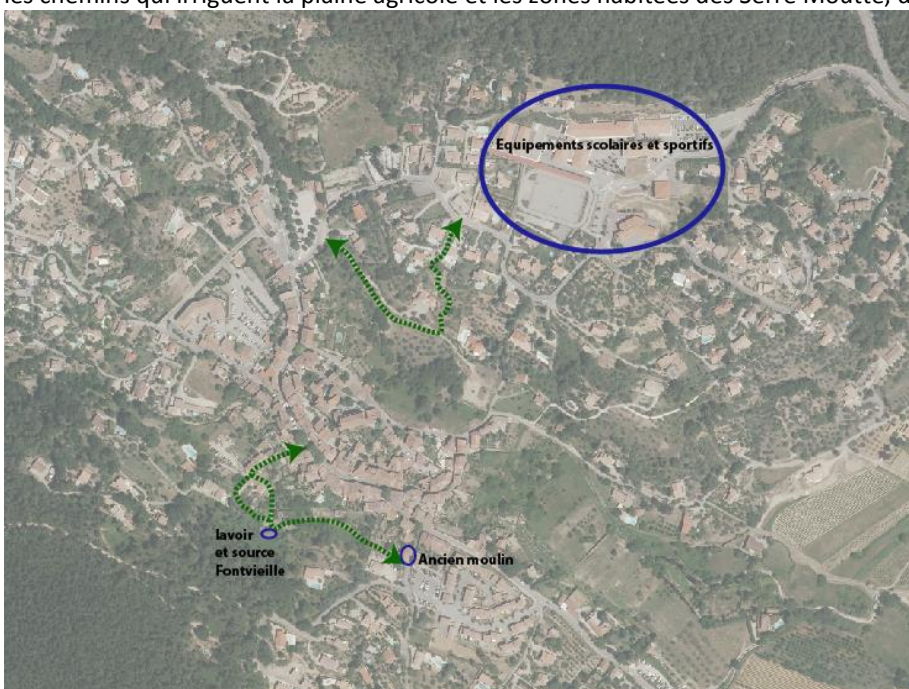 les chemins qui irriguent la plaine agricole et les zones habitées des Serre Moutte, d
Equipements scolaires et sportifs
lavoir
et source
Fontvieille
Ancien moulin